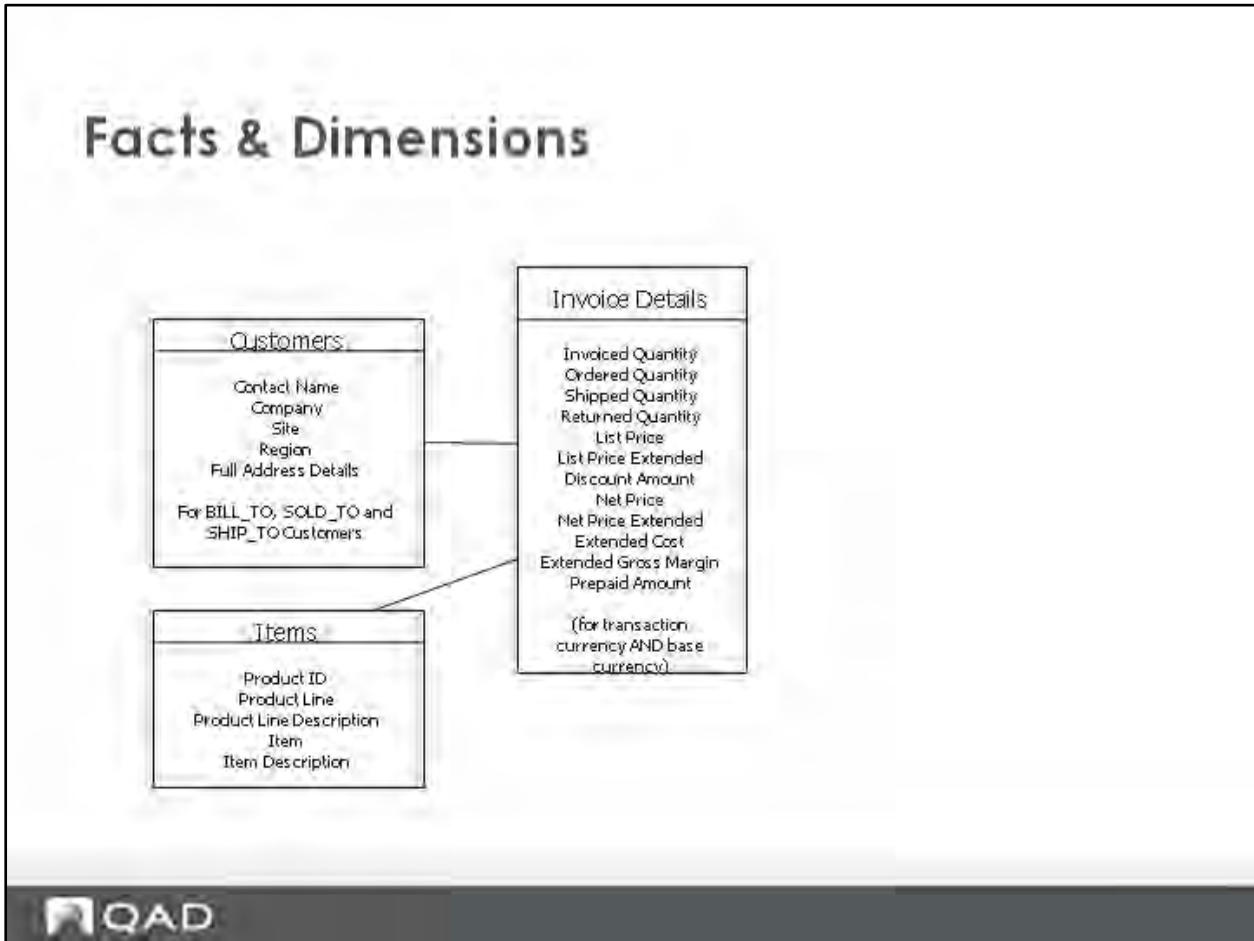 Facts & Dimensions
Customers
Contact Name
Company
Site
Region
Full Address Details
For BILL_TO, SOLD_TO and
SHIP_TO Customers
Items
Product ID
Product Line
Product Line Description
Item
Item Description
Invoice Details
Invoiced Quantity
Ordered Quantity
Shipped Quantity
Returned Quantity
List Price
List Price Extended
Discount Amount
Net Price
Net Price Extended
Extended Cost
Extended Gross Margin
Prepaid Amount
(for transaction
currency AND base
currency)
QAD